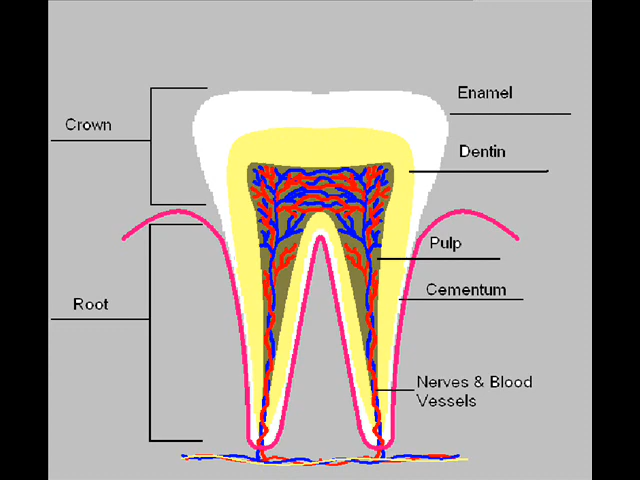 Enamel
Crown
Dentin
Pulp
Cementum
Root
Nerves & Blood
Vessels